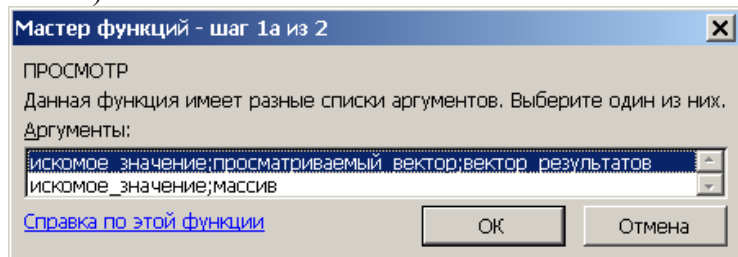 Мастер функций - шаг 1a из 2
ПРОСМОТР
Данная функция имеет разные списки аргументов. Выберите один из них.
Аргументы:
искомое_значение;просматриваемый_вектор;вектор_результатов
искомое_значение;массив
Справка по этой функции
ОК
Отмена